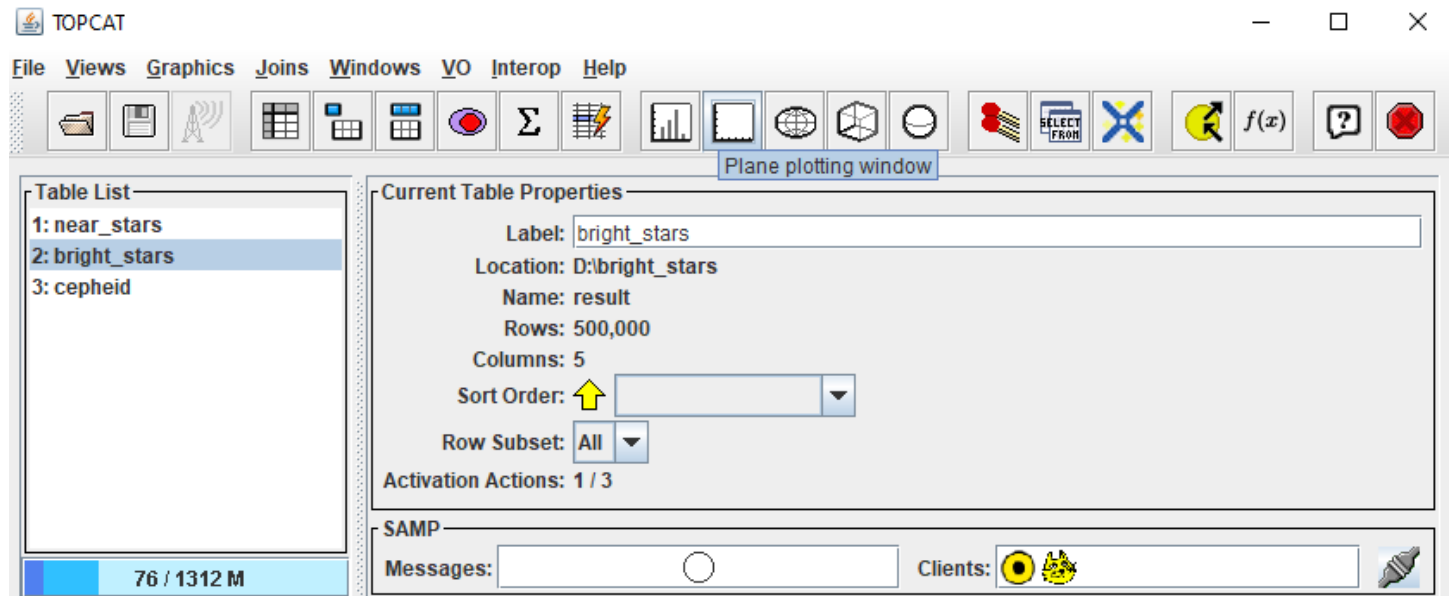 TOPCAT
File Views Graphics Joins Windows VO Interop Help
Σ SELECT FROM f(x) ?
Plane plotting window
Table List
1: near_stars
2: bright_stars
3: cepheid
76 / 1312 M
Current Table Properties
Label: bright_stars
Location: D:\bright_stars
Name: result
Rows: 500,000
Columns: 5
Sort Order:
Row Subset: All
Activation Actions: 1 / 3
SAMP
Messages: Clients: